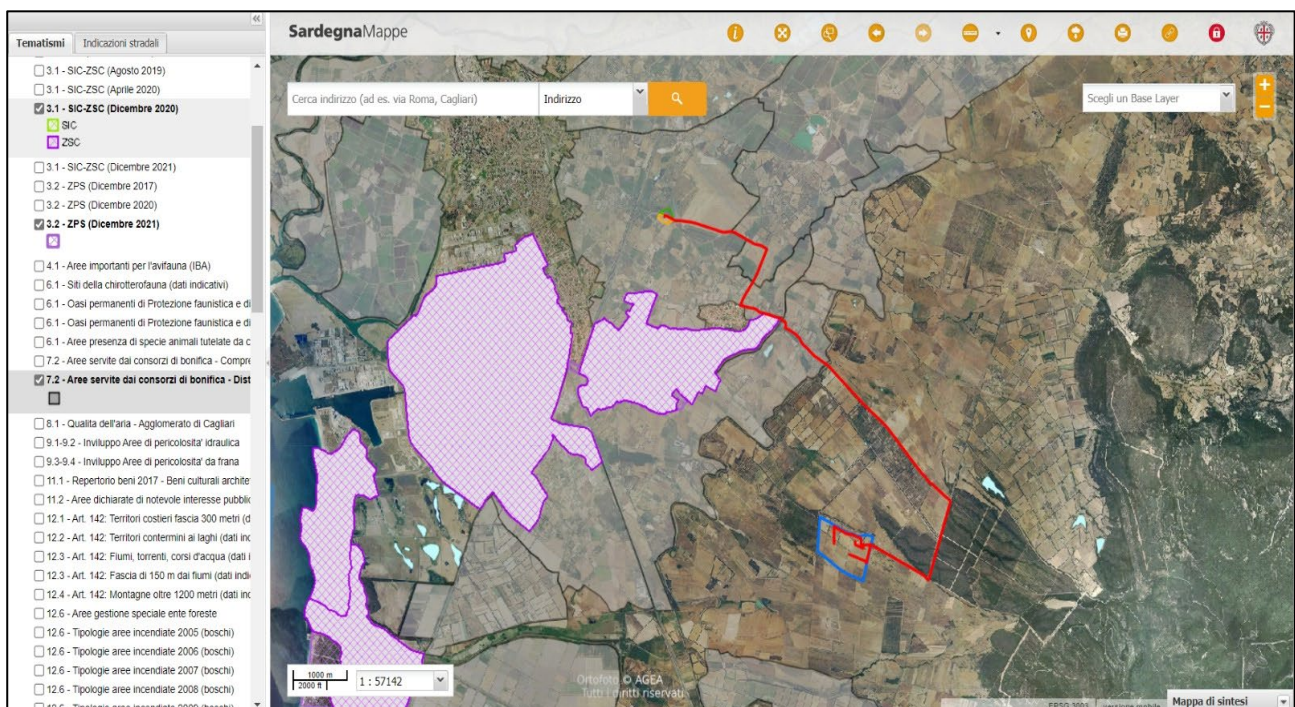 SardegnaMappe
Tematismi
Indicazioni stradali
3.1 - SIC-ZSC (Agosto 2019)
3.1 - SIC-ZSC (Aprile 2020)
3.1 - SIC-ZSC (Dicembre 2020)
SIC
ZSC
3.1 - SIC-ZSC (Dicembre 2021)
3.2 - ZPS (Dicembre 2017)
3.2 - ZPS (Dicembre 2020)
3.2 - ZPS (Dicembre 2021)
4.1 - Aree importanti per l'avifauna (IBA)
6.1 - Siti della chirotterofauna (dati indicativi)
6.1 - Oasi permanenti di Protezione faunistica e di
6.1 - Oasi permanenti di Protezione faunistica e di
6.1 - Aree presenza di specie animali tutelate da c
7.2 - Aree servite dai consorzi di bonifica - Compre
7.2 - Aree servite dai consorzi di bonifica - Dist
8.1 - Qualita dell'aria - Agglomerato di Cagliari
9.1-9.2 - Inviluppo Aree di pericolosita' idraulica
9.3-9.4 - Inviluppo Aree di pericolosita' da frana
11.1 - Repertorio beni 2017 - Beni culturali archite
11.2 - Aree dichiarate di notevole interesse pubblic
12.1 - Art. 142: Territori costieri fascia 300 metri (d
12.2 - Art. 142: Territori contermini ai laghi (dati inc
12.3 - Art. 142: Fiumi, torrenti, corsi d'acqua (dati i
12.3 - Art. 142: Fascia di 150 m dai fiumi (dati indi
12.4 - Art. 142: Montagne oltre 1200 metri (dati inc
12.6 - Aree gestione speciale ente foreste
12.6 - Tipologie aree incendiate 2005 (boschi)
12.6 - Tipologie aree incendiate 2006 (boschi)
12.6 - Tipologie aree incendiate 2007 (boschi)
12.6 - Tipologie aree incendiate 2008 (boschi)
Cerca indirizzo (ad es. via Roma, Cagliari)
Indirizzo
Scegli un Base Layer
+
−
1000 m
2000 ft
1 : 57142
Ortofoto © AGEA
Tutti i diritti riservati
Mappa di sintesi